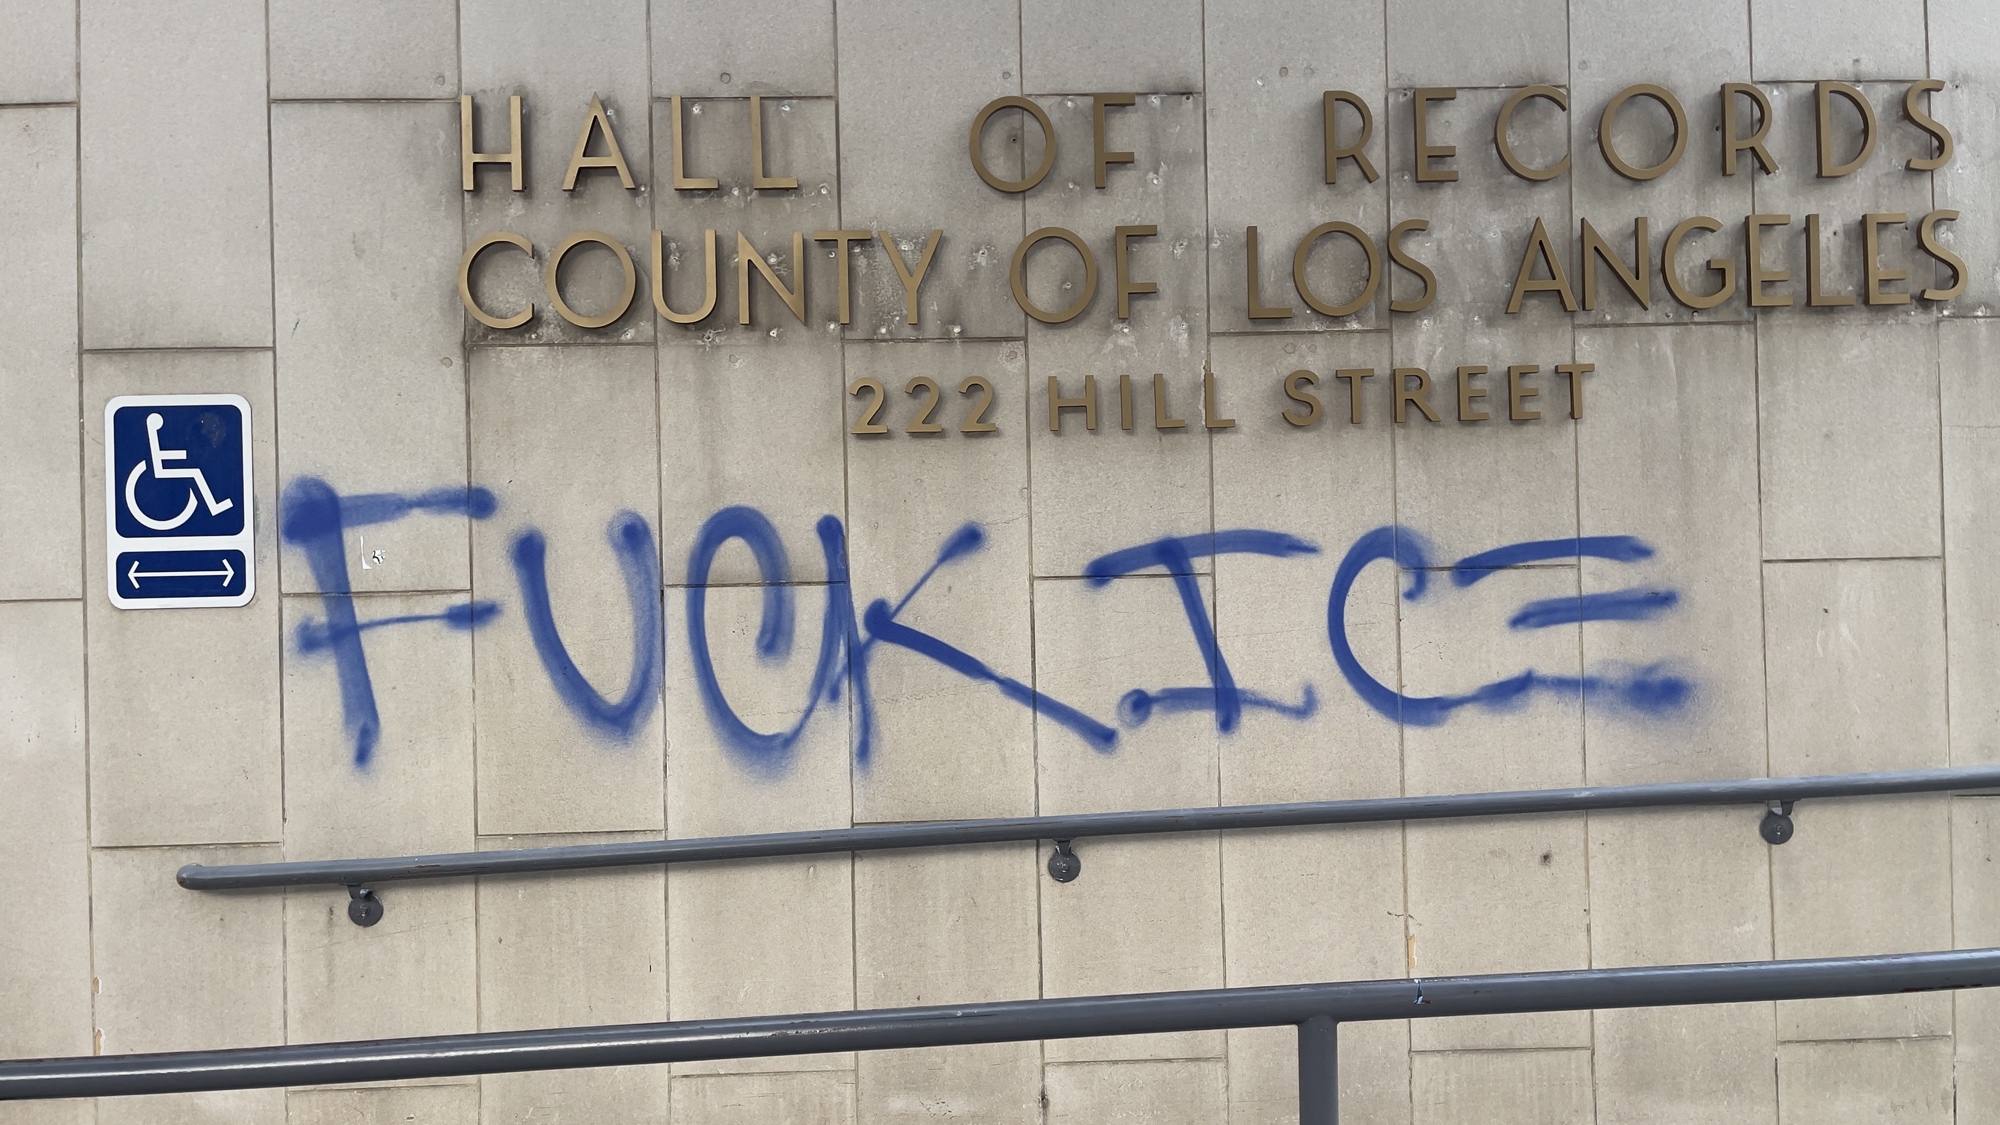 HALL OF RECORDS
COUNTY OF LOS ANGELES
222 HILL STREET
FUCK ICE